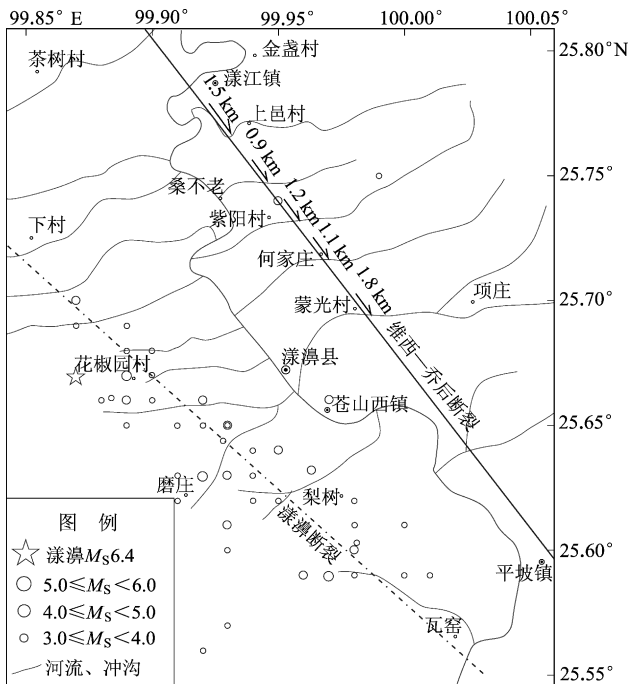 99.85° E
99.90°
99.95°
100.00°
100.05°
25.80°N
金盏村
茶树村
漾江镇
1.5 km
上邑村
0.9 km
25.75°
桑不老
1.2 km
紫阳村
下村
1.1 km
何家庄
1.8 km
项庄
25.70°
蒙光村
维西—乔后断裂
花椒园村
漾濞县
苍山西镇
25.65°
磨庄
梨树
漾濞断裂
图 例
漾濞MS6.4
5.0≤MS＜6.0
4.0≤MS＜5.0
3.0≤MS＜4.0
河流、冲沟
25.60°
平坡镇
瓦窑
25.55°